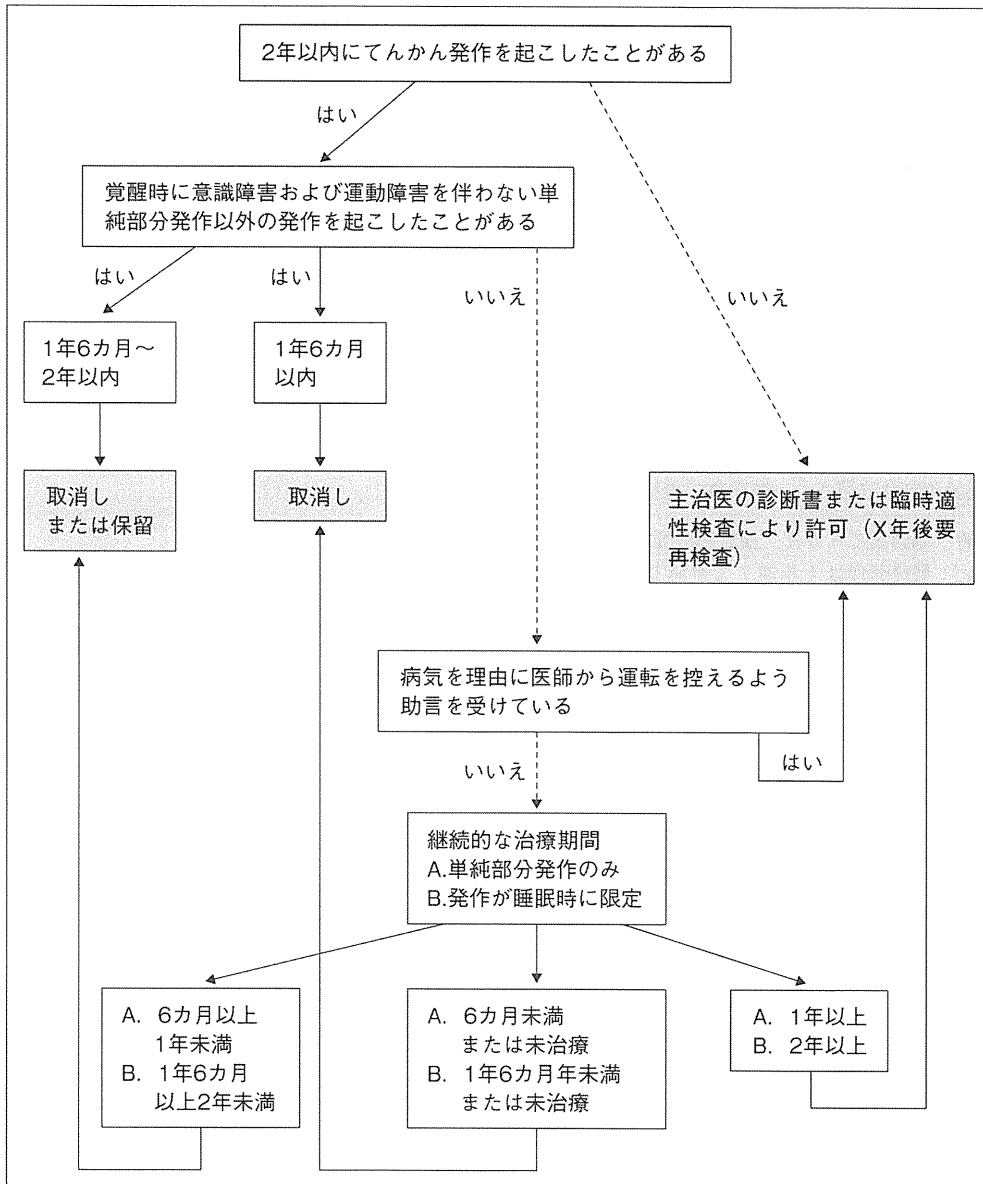 2年以内にてんかん発作を起こしたことがある
はい
覚醒時に意識障害および運動障害を伴わない単
純部分発作以外の発作を起こしたことがある
はい
はい
いいえ
いいえ
1年6カ月～
2年以内
1年6カ月
以内
取消し
または保留
取消し
主治医の診断書または臨時適
性検査により許可（X年後要
再検査）
病気を理由に医師から運転を控えるよう
助言を受けている
はい
いいえ
継続的な治療期間
A.単純部分発作のみ
B.発作が睡眠時に限定
A. 6カ月以上
1年未満
B. 1年6カ月
以上2年未満
A. 6カ月未満
または未治療
B. 1年6カ月年未満
または未治療
A. 1年以上
B. 2年以上